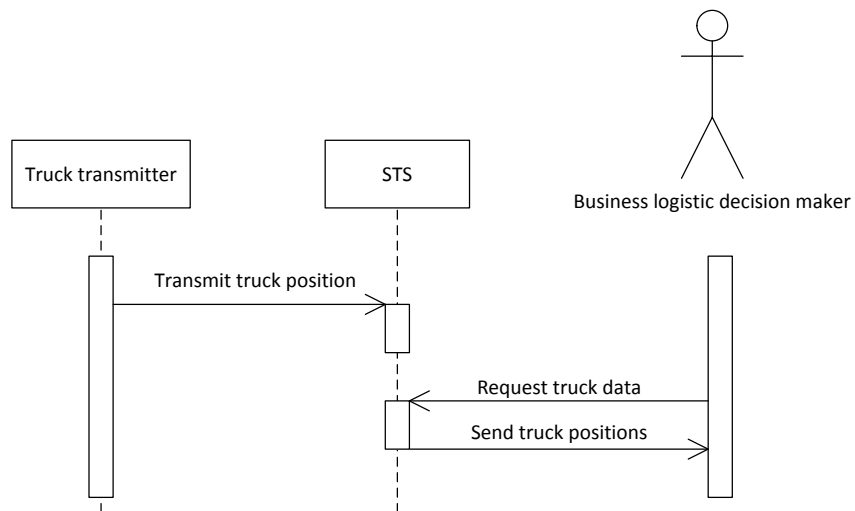 Truck transmitter
STS
Business logistic decision maker
Transmit truck position
Request truck data
Send truck positions